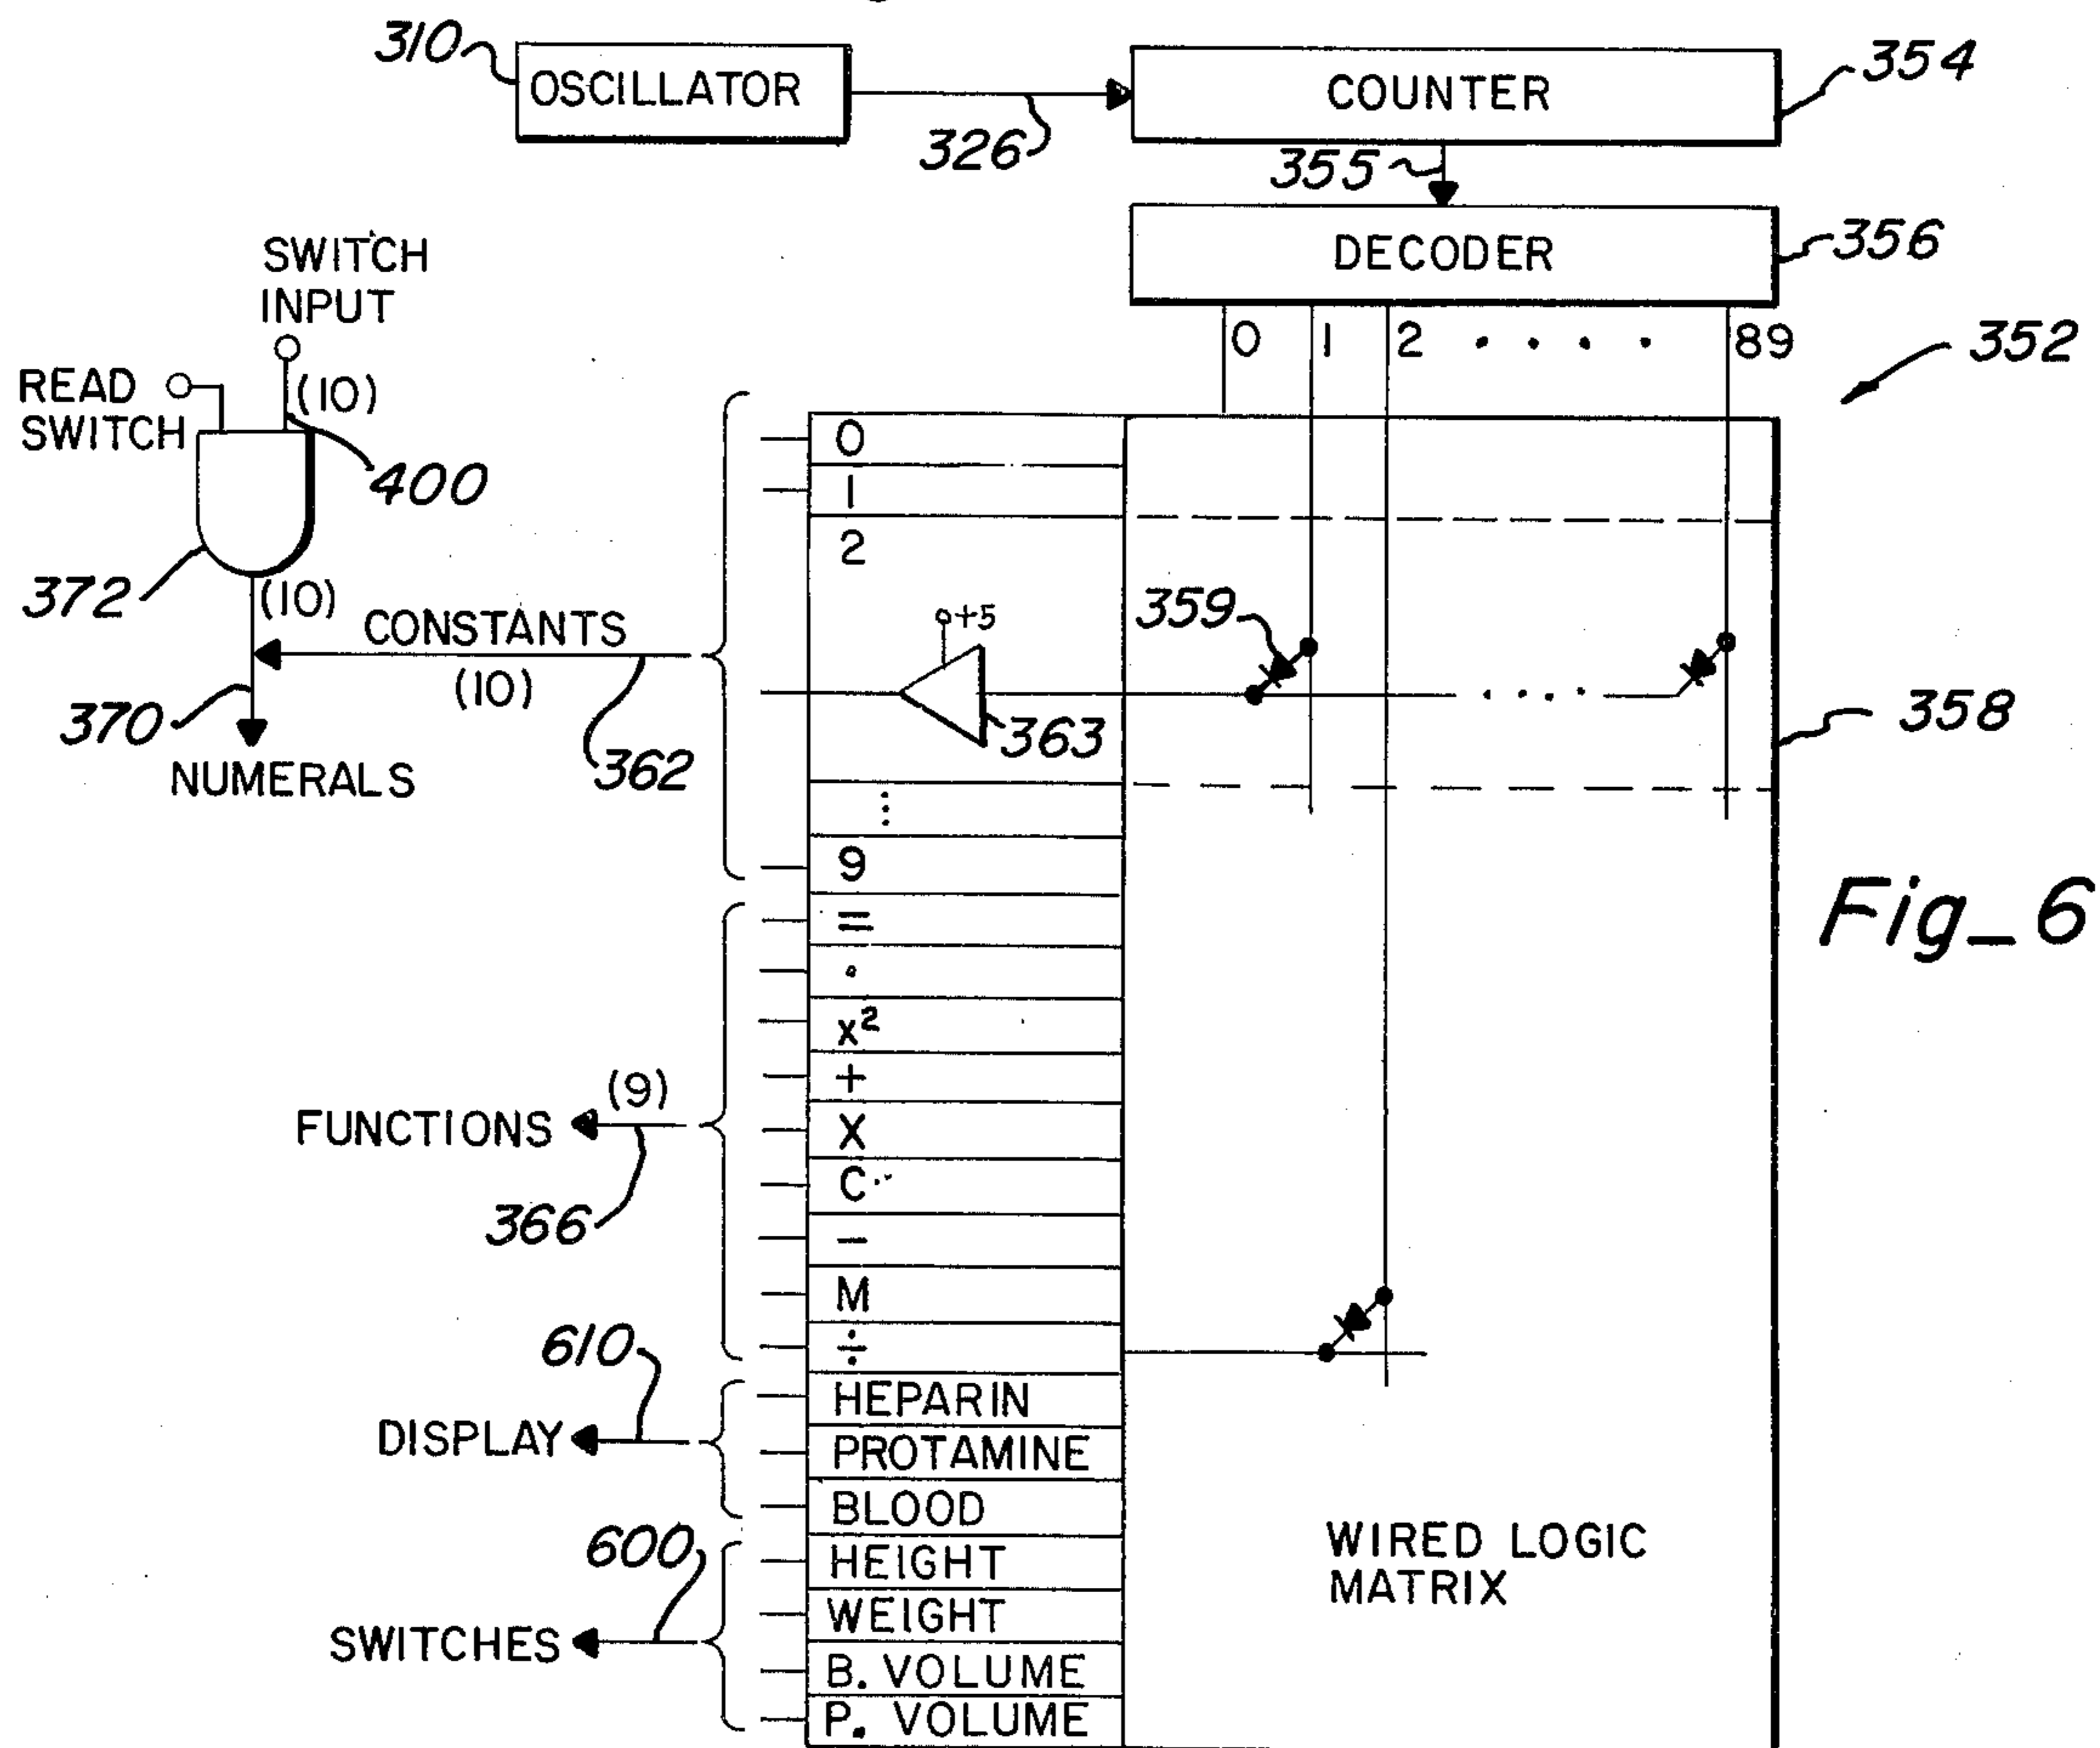 310
OSCILLATOR
326
COUNTER
354
355
DECODER
356
0 1 2 . . . . 89
352
SWITCH
INPUT
READ
SWITCH
(10)
400
372
(10)
CONSTANTS
(10)
362
370
NUMERALS
0
1
2
+5
363
359
358
⋮
9
=
.
x²
+
X
C
−
M
÷
HEPARIN
PROTAMINE
BLOOD
HEIGHT
WEIGHT
B. VOLUME
P. VOLUME
FUNCTIONS
(9)
366
610
DISPLAY
600
SWITCHES
WIRED LOGIC
MATRIX
Fig_6